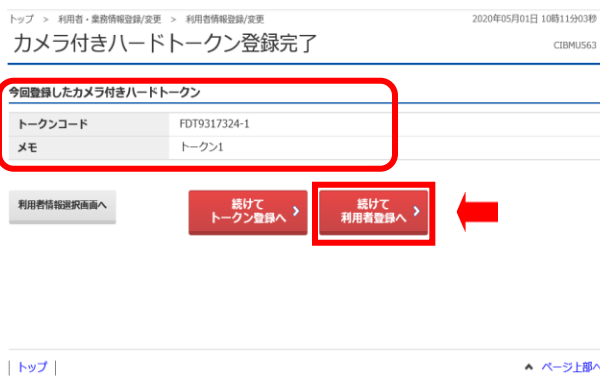 トップ > 利用者・業務情報登録/変更 > 利用者情報登録/変更
2020年05月01日 10時11分03秒
カメラ付きハードトークン登録完了
CIBMU563
今回登録したカメラ付きハードトークン
トークンコード FDT9317324-1
メモ トークン1
利用者情報選択画面へ
続けて
トークン登録へ
続けて
利用者登録へ
トップ
ページ上部へ